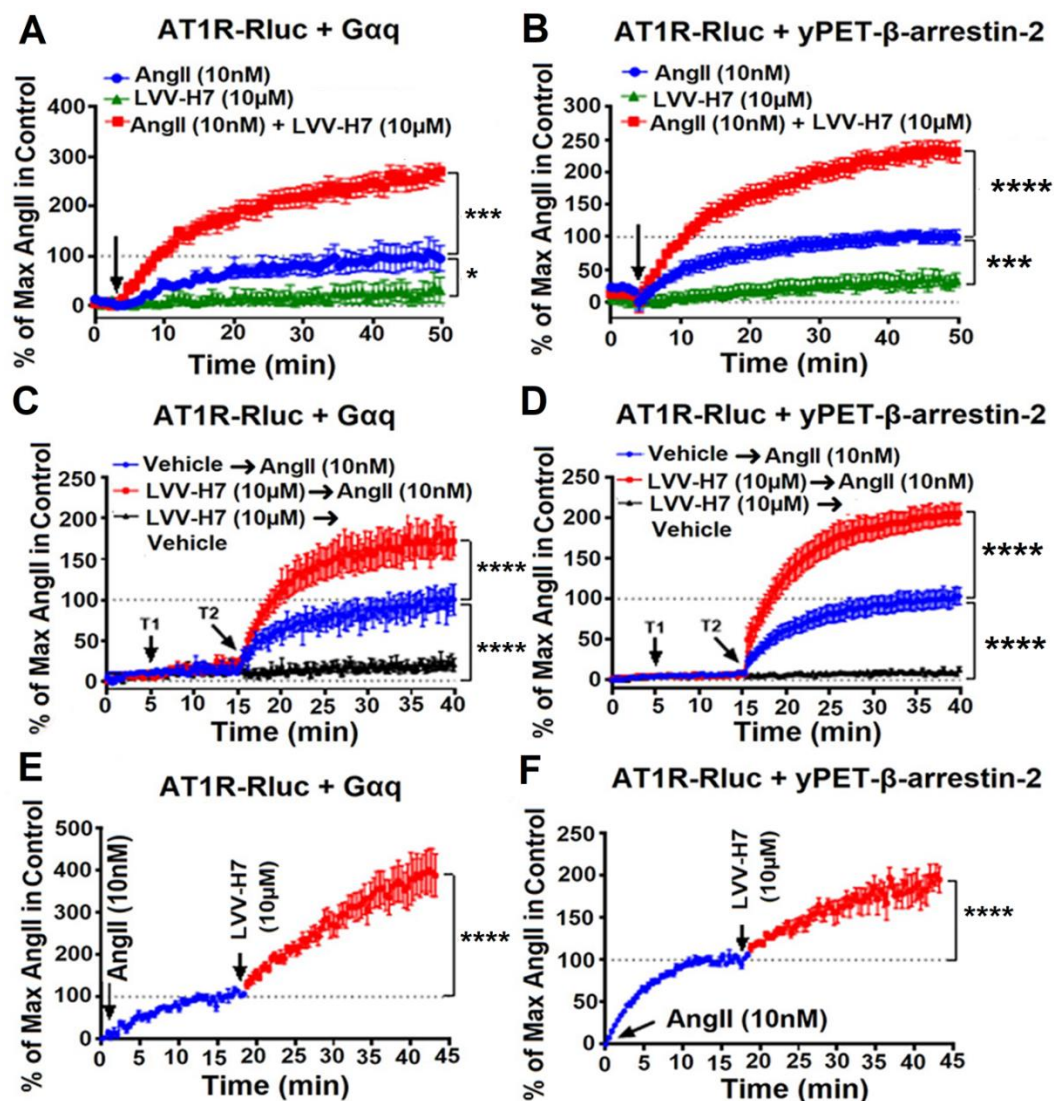 A
AT1R-Rluc + Gαq
AngII (10nM)
LVV-H7 (10µM)
AngII (10nM) + LVV-H7 (10µM)
% of Max AngII in Control
400
300
200
100
0
***
*
0 10 20 30 40 50
Time (min)
B
AT1R-Rluc + yPET-β-arrestin-2
AngII (10nM)
LVV-H7 (10µM)
AngII (10nM) + LVV-H7 (10µM)
% of Max AngII in Control
300
250
200
150
100
50
0
****
***
0 10 20 30 40 50
Time (min)
C
AT1R-Rluc + Gαq
Vehicle → AngII (10nM)
LVV-H7 (10µM) → AngII (10nM)
LVV-H7 (10µM) →
Vehicle
% of Max AngII in Control
250
200
150
100
50
0
T1
T2
****
****
0 5 10 15 20 25 30 35 40
Time (min)
D
AT1R-Rluc + yPET-β-arrestin-2
Vehicle → AngII (10nM)
LVV-H7 (10µM) → AngII (10nM)
LVV-H7 (10µM) →
Vehicle
% of Max AngII in Control
250
200
150
100
50
0
T1
T2
****
****
0 5 10 15 20 25 30 35 40
Time (min)
E
AT1R-Rluc + Gαq
% of Max AngII in Control
500
400
300
200
100
0
AngII (10nM)
LVV-H7
(10µM)
****
0 5 10 15 20 25 30 35 40 45
Time (min)
F
AT1R-Rluc + yPET-β-arrestin-2
% of Max AngII in Control
250
200
150
100
50
0
LVV-H7
(10µM)
AngII (10nM)
****
0 5 10 15 20 25 30 35 40 45
Time (min)